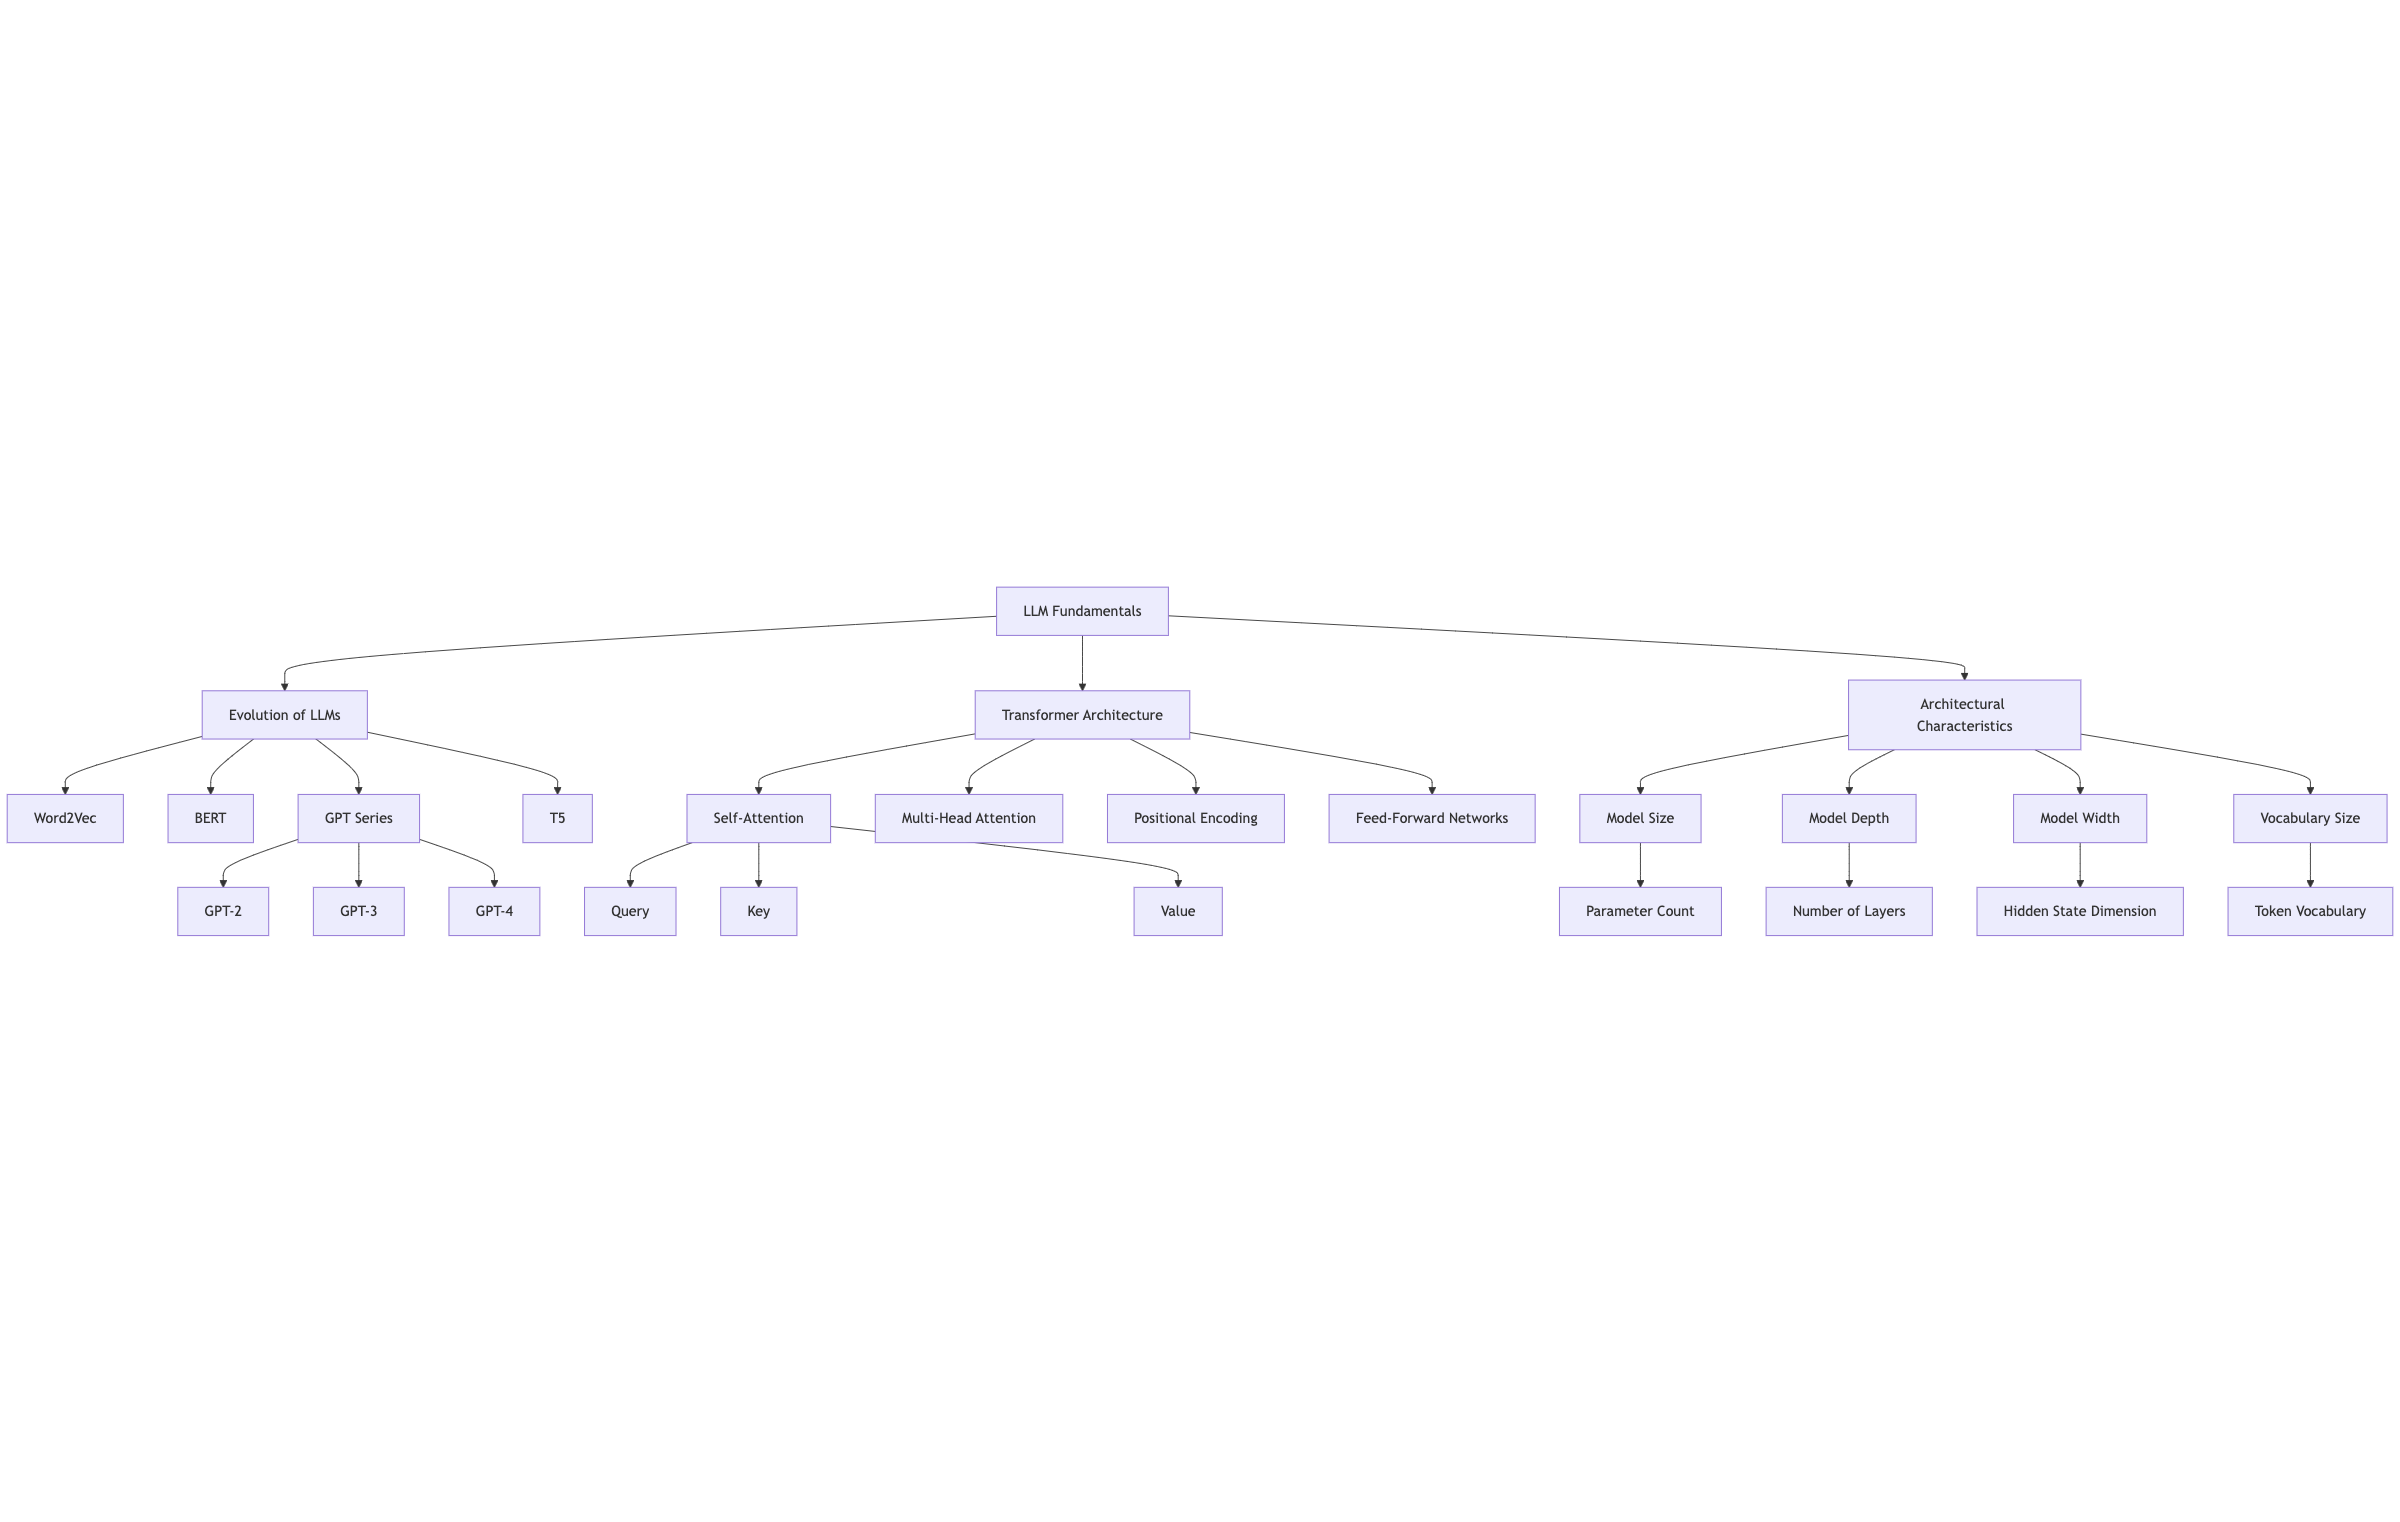 LLM Fundamentals
Evolution of LLMs
Transformer Architecture
Architectural
Characteristics
Word2Vec
BERT
GPT Series
T5
Self-Attention
Multi-Head Attention
Positional Encoding
Feed-Forward Networks
Model Size
Model Depth
Model Width
Vocabulary Size
GPT-2
GPT-3
GPT-4
Query
Key
Value
Parameter Count
Number of Layers
Hidden State Dimension
Token Vocabulary